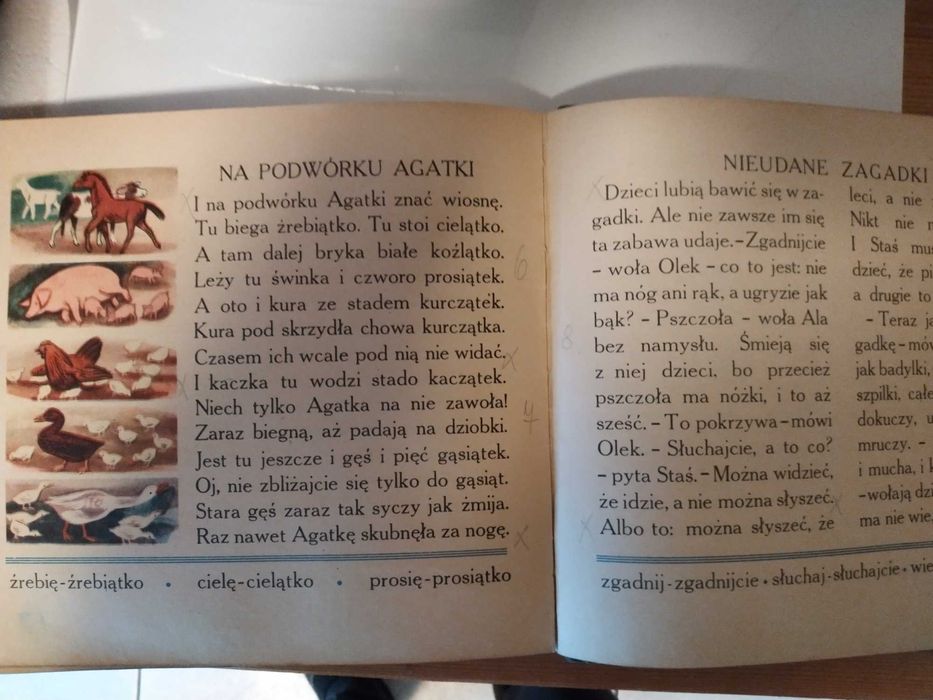 NA PODWÓRKU AGATKI
I na podwórku Agatki znać wiosnę.
Tu biega źrebiątko. Tu stoi cielątko.
A tam dalej bryka białe koźlątko.
Leży tu świnka i czworo prosiątek.
A oto i kura ze stadem kurcząt﻿ek.
Kura pod skrzydła chowa kurczątka.
Czasem ich wcale pod nią nie widać.
I kaczka tu wodzi stado kaczątek.
Niech tylko Agatka na nie zawoła!
Zaraz biegną, aż padają na dziobki.
Jest tu jeszcze i gęś i pięć gąsiątek.
Oj, nie zbliżajcie się tylko do gąsiąt.
Stara gęś zaraz tak syczy jak żmija.
Raz nawet Agatkę skubnęła za nogę.
źrebię-źrebiątko • cielę-cielątko • prosię-prosiątko
NIEUDANE ZAGADKI
Dzieci lubią bawić się w za-
gadki. Ale nie zawsze im się
ta zabawa udaje.-Zgadnijcie
- woła Olek - co to jest: nie
ma nóg ani rąk, a ugryzie jak
bąk? - Pszczoła - woła Ala
bez namysłu. Śmieją się
z niej dzieci, bo przecież
pszczoła ma nóżki, i to aż
sześć. - To pokrzywa-mówi
Olek. - Słuchajcie, a to co?
- pyta Staś. - Można widzieć,
że idzie, a nie można słyszeć.
Albo to: można słyszeć, że
leci, a nie
Nikt nie
I Staś
dzieć, że
a drugie to
- Teraz
gadkę-
jak badylki,
szpilki,
dokuczy,
mruczy. -
i mucha, i
-wołają
ma nie
zgadnij-zgadnijcie • słuchaj-słuchajcie •
6
8.
4